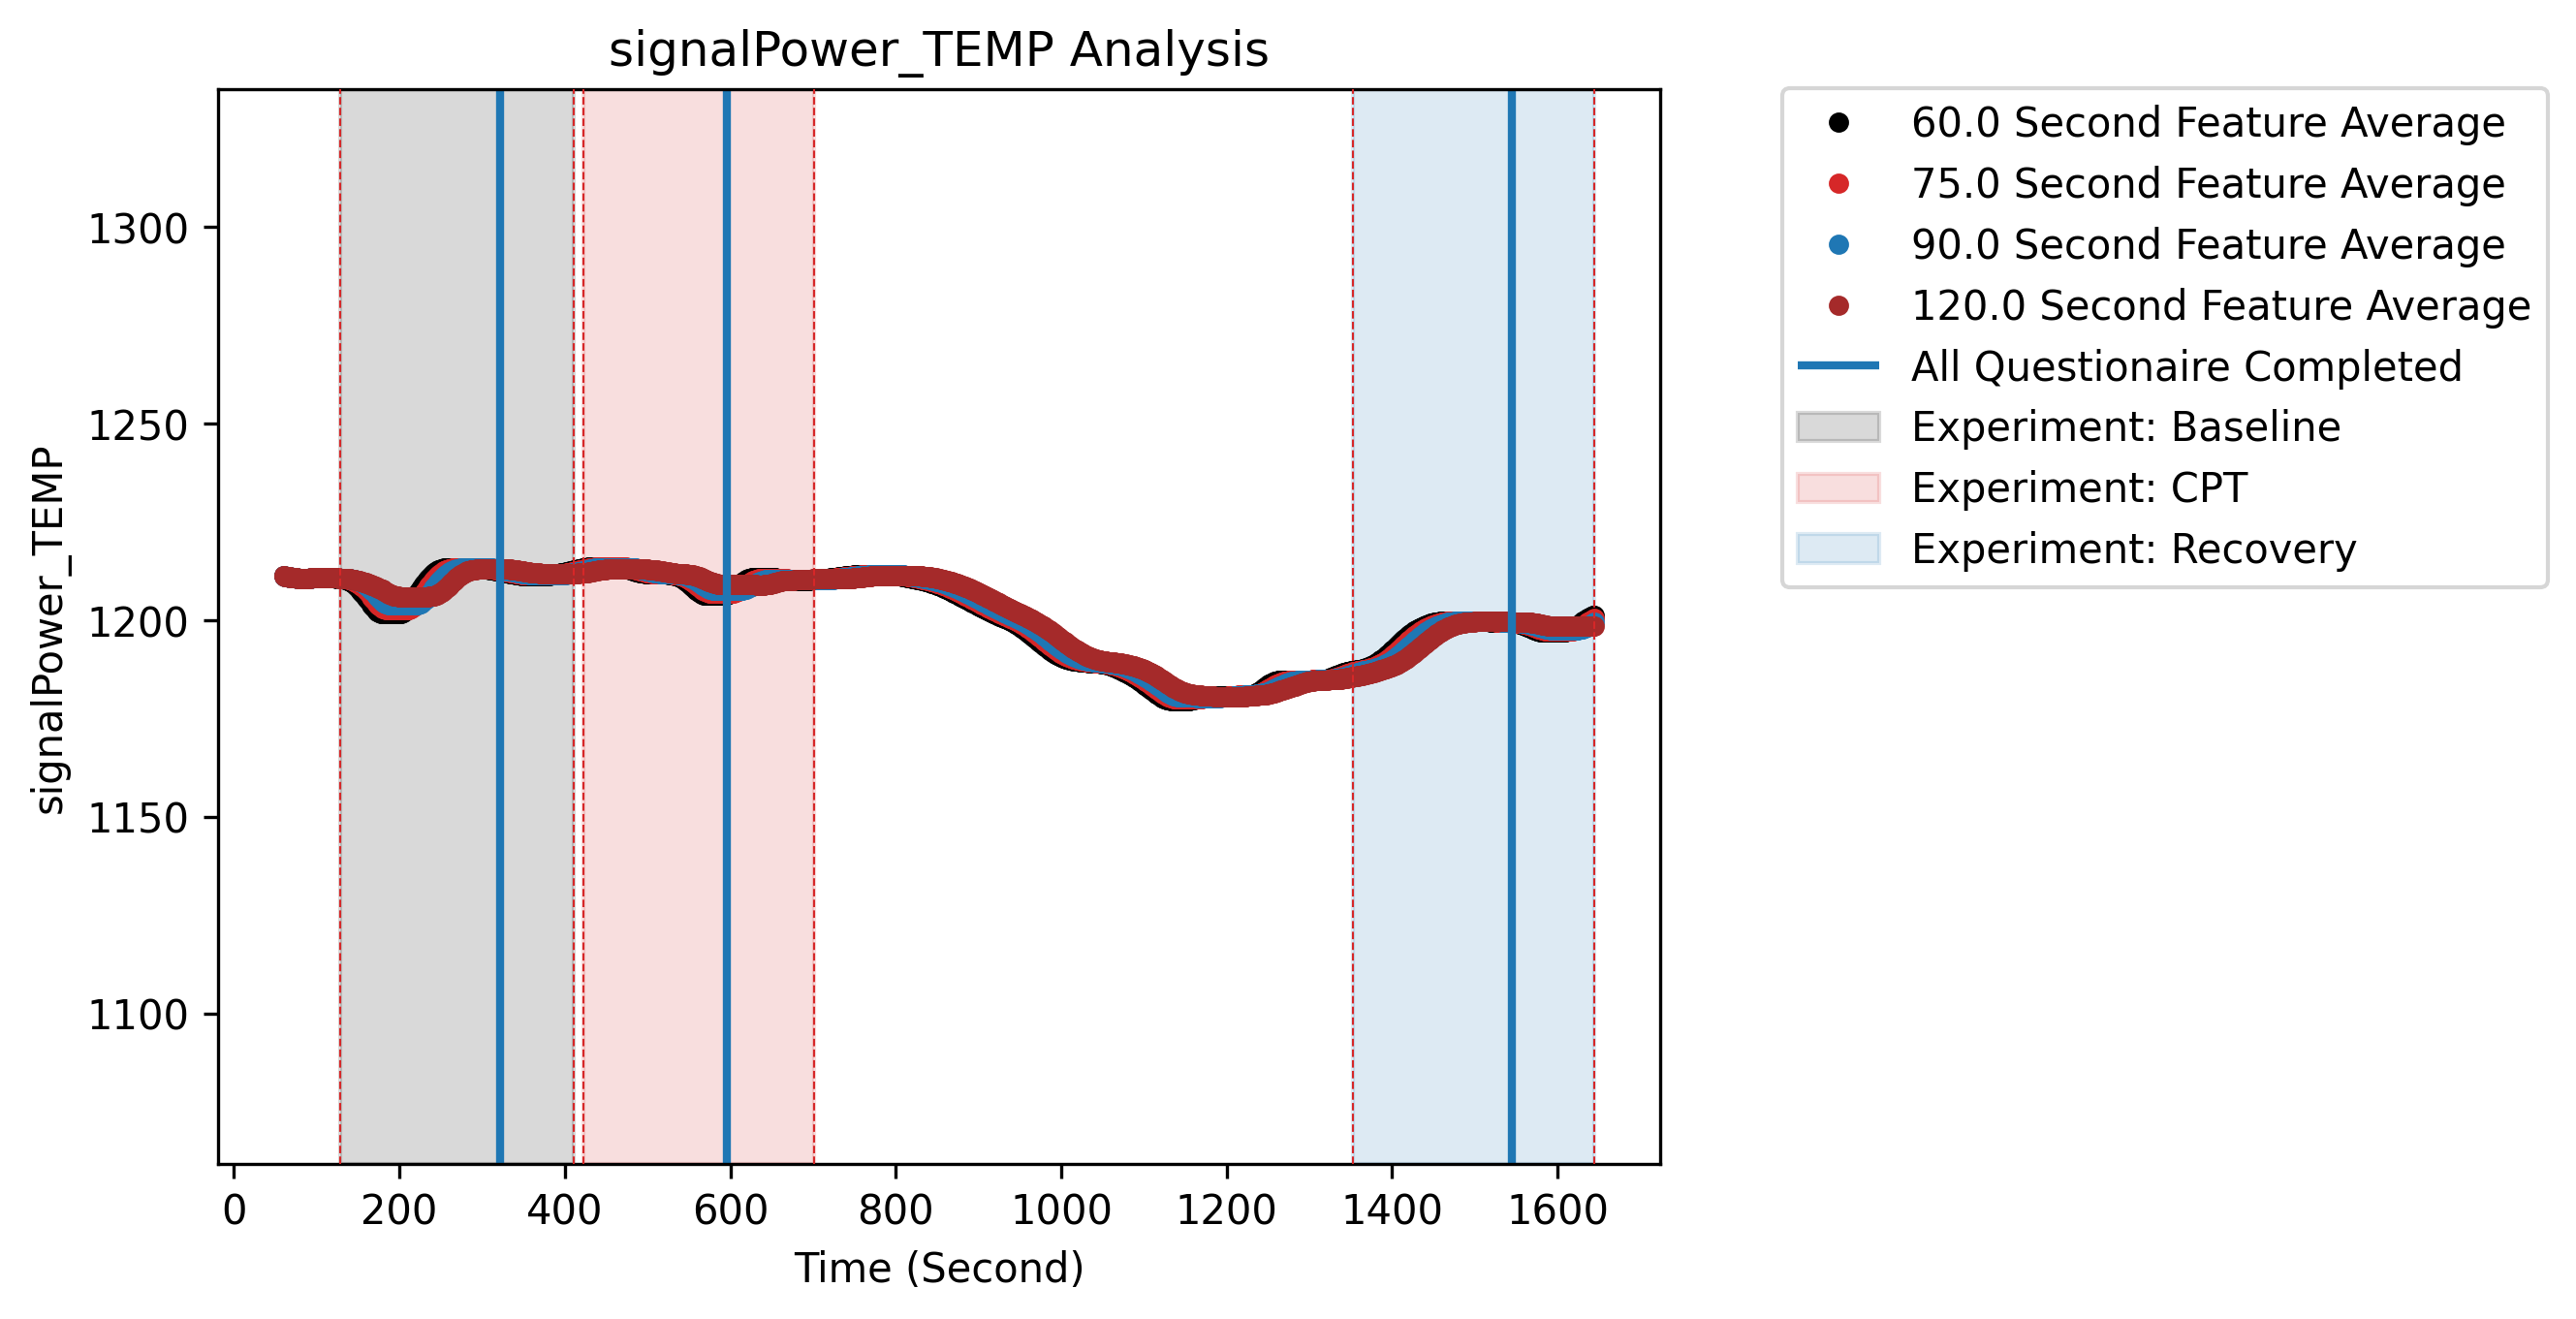 signalPower_TEMP Analysis
signalPower_TEMP
1300
1250
1200
1150
1100
0 200 400 600 800 1000 1200 1400 1600
Time (Second)
60.0 Second Feature Average
75.0 Second Feature Average
90.0 Second Feature Average
120.0 Second Feature Average
All Questionaire Completed
Experiment: Baseline
Experiment: CPT
Experiment: Recovery